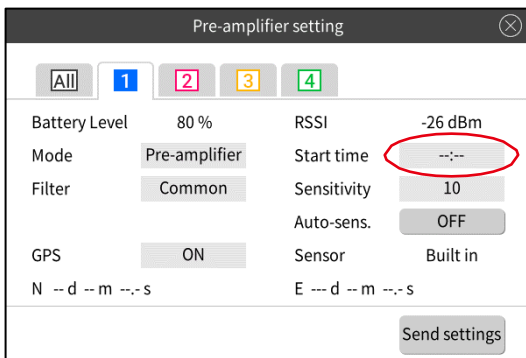 Pre-amplifier setting
All 1 2 3 4
Battery Level 80 % RSSI -26 dBm
Mode Pre-amplifier Start time --:--
Filter Common Sensitivity 10
Auto-sens. OFF
GPS ON Sensor Built in
N -- d -- m --.- s E --- d -- m --.- s
Send settings